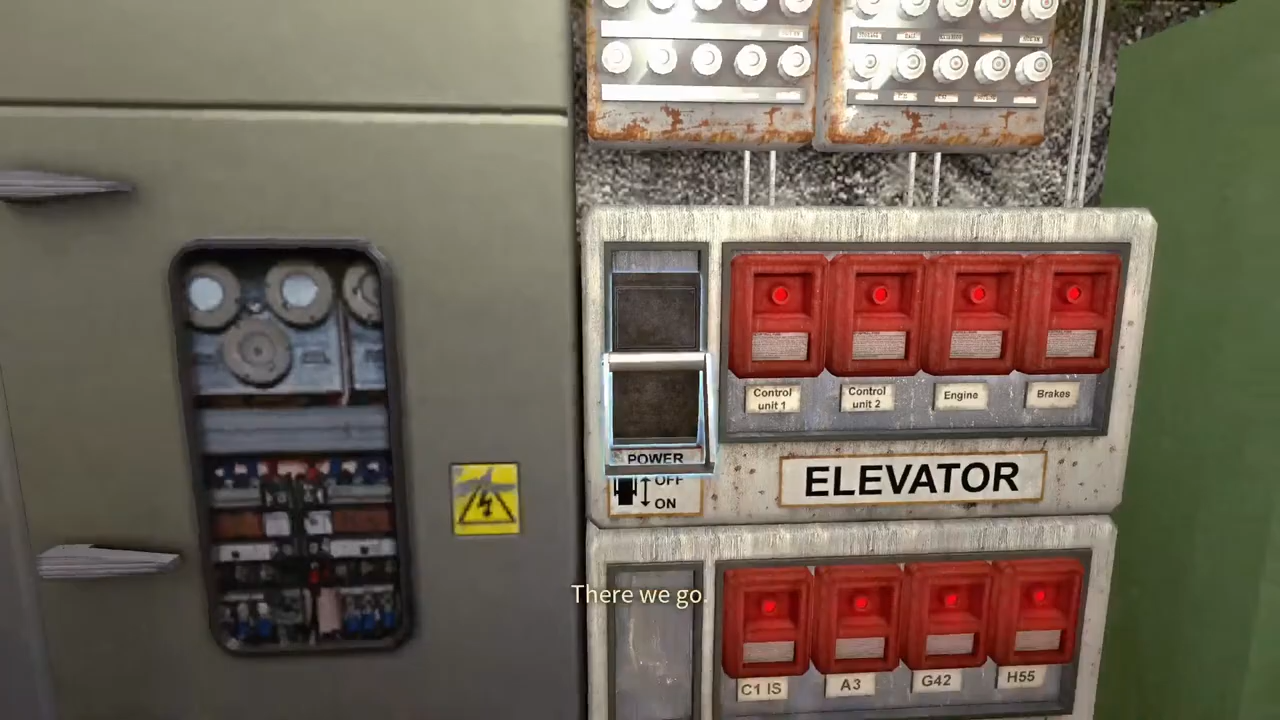 Control
unit 1
Control
unit 2
Engine
Brakes
POWER
OFF
ON
ELEVATOR
There we go.
C1 IS
A3
G42
H55